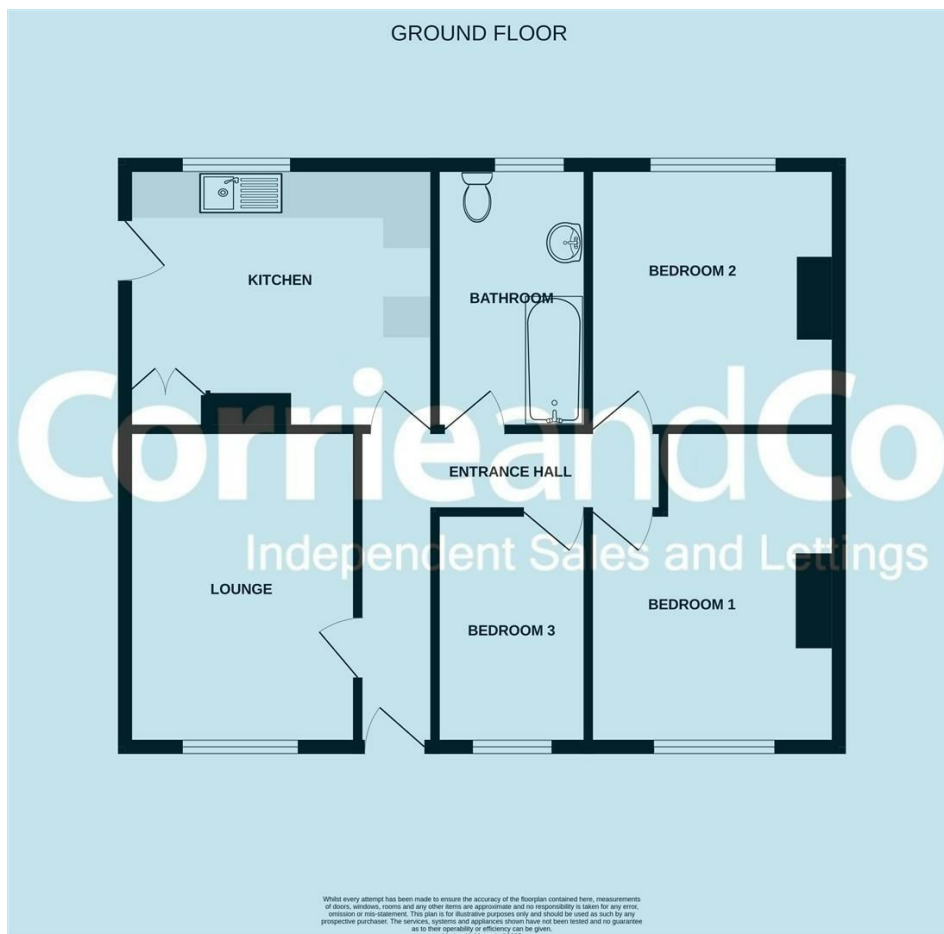 GROUND FLOOR
KITCHEN
BATHROOM
BEDROOM 2
CorrieandCo
ENTRANCE HALL
Independent Sales and Lettings
LOUNGE
BEDROOM 1
BEDROOM 3
Whilst every attempt has been made to ensure the accuracy of the floorplan contained here, measurements
of doors, windows, rooms and any other items are approximate and no responsibility is taken for any error,
omission or mis-statement. This plan is for illustrative purposes only and should be used as such by any
prospective purchaser. The services, systems and appliances shown have not been tested and no guarantee
as to their operability or efficiency can be given.